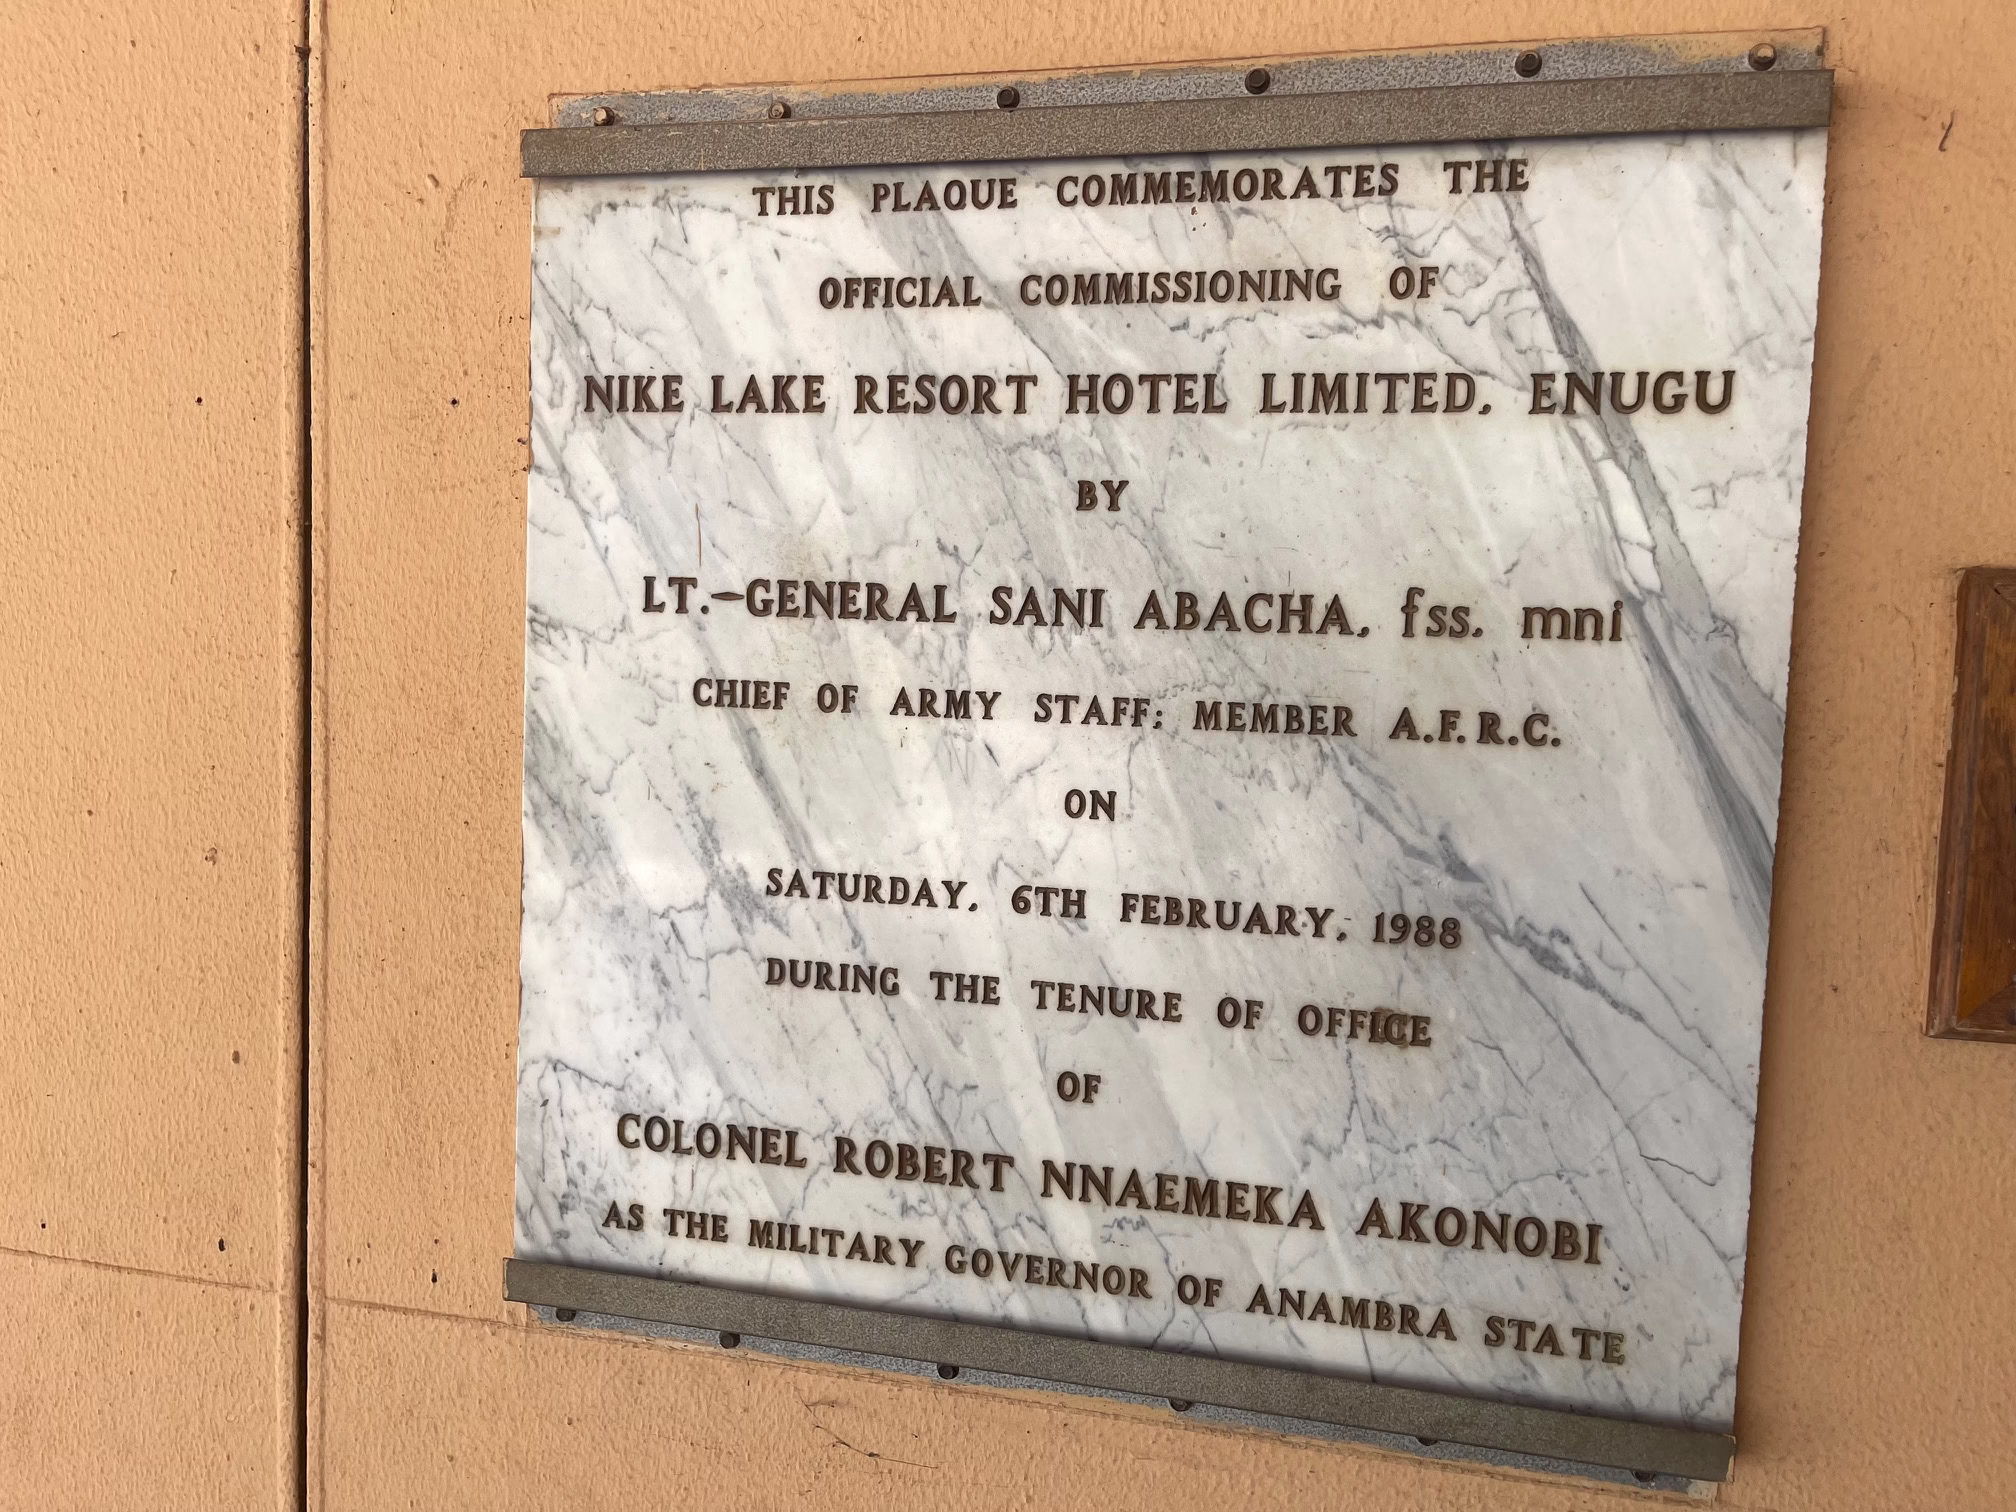 THIS PLAQUE COMMEMORATES THE
OFFICIAL COMMISSIONING OF
NIKE LAKE RESORT HOTEL LIMITED, ENUGU
BY
LT.-GENERAL SANI ABACHA, fss, mni
CHIEF OF ARMY STAFF; MEMBER A.F.R.C.
ON
SATURDAY, 6TH FEBRUARY, 1988
DURING THE TENURE OF OFFICE
OF
COLONEL ROBERT NNAEMEKA AKONOBI
AS THE MILITARY GOVERNOR OF ANAMBRA STATE